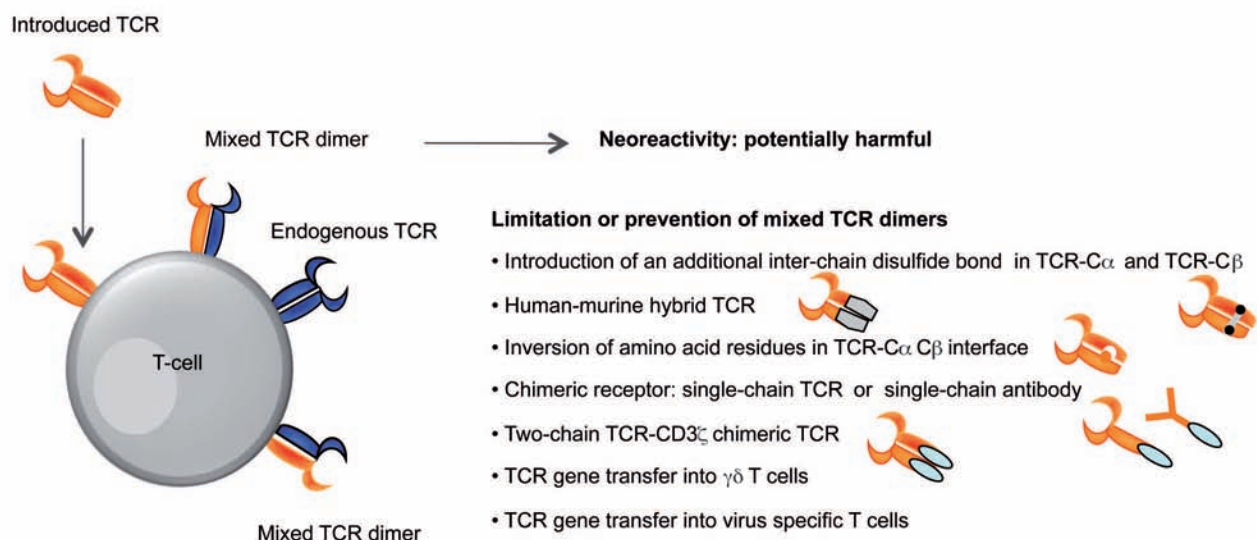 Introduced TCR
Mixed TCR dimer
Neoreactivity: potentially harmful
Endogenous TCR
T-cell
Mixed TCR dimer
Limitation or prevention of mixed TCR dimers
• Introduction of an additional inter-chain disulfide bond in TCR-Cα and TCR-Cβ
• Human-murine hybrid TCR
• Inversion of amino acid residues in TCR-Cα Cβ interface
• Chimeric receptor: single-chain TCR or single-chain antibody
• Two-chain TCR-CD3ζ chimeric TCR
• TCR gene transfer into γδ T cells
• TCR gene transfer into virus specific T cells